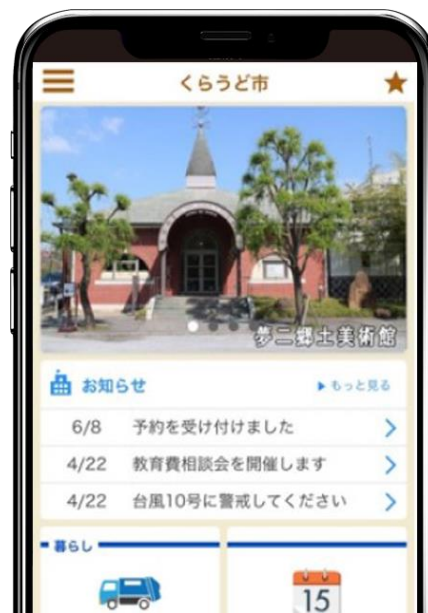 くらうど市
夢二郷土美術館
お知らせ
もっと見る
6/8 予約を受け付けました
4/22 教育費相談会を開催します
4/22 台風10号に警戒してください
暮らし
15